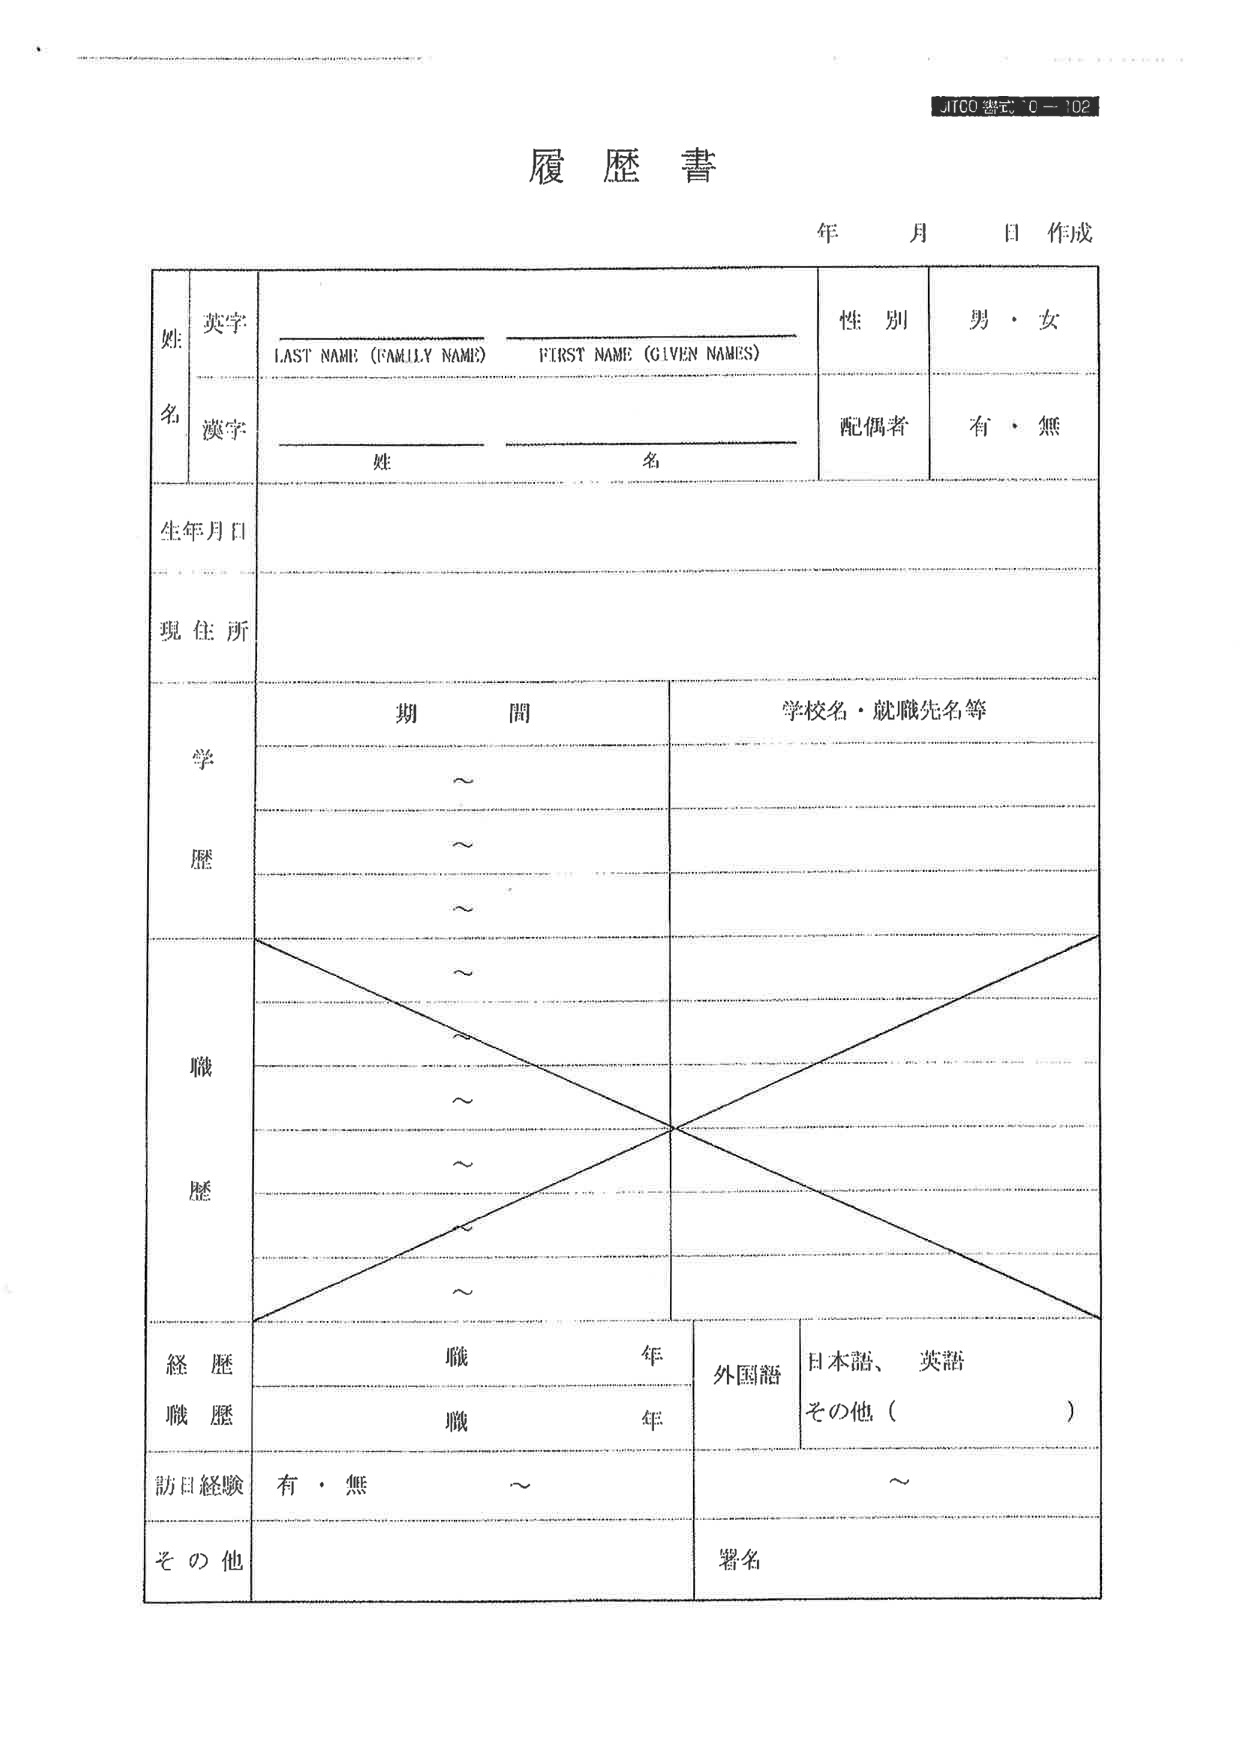 JITCO 書式 10 － 102
履 歴 書
年 月 日 作成
姓 名
英字
LAST NAME (FAMILY NAME) FIRST NAME (GIVEN NAMES)
性 別 男 ・ 女
漢字
姓 名
配偶者 有 ・ 無
生年月日
現 住 所
学 歴
期 間 学校名・就職先名等
～
～
～
職 歴
～
～
～
～
～
～
経 歴
職 歴
職 年
職 年
外国語
日本語、 英語
その他 ( )
訪日経験 有 ・ 無 ～ ～
そ の 他 署名